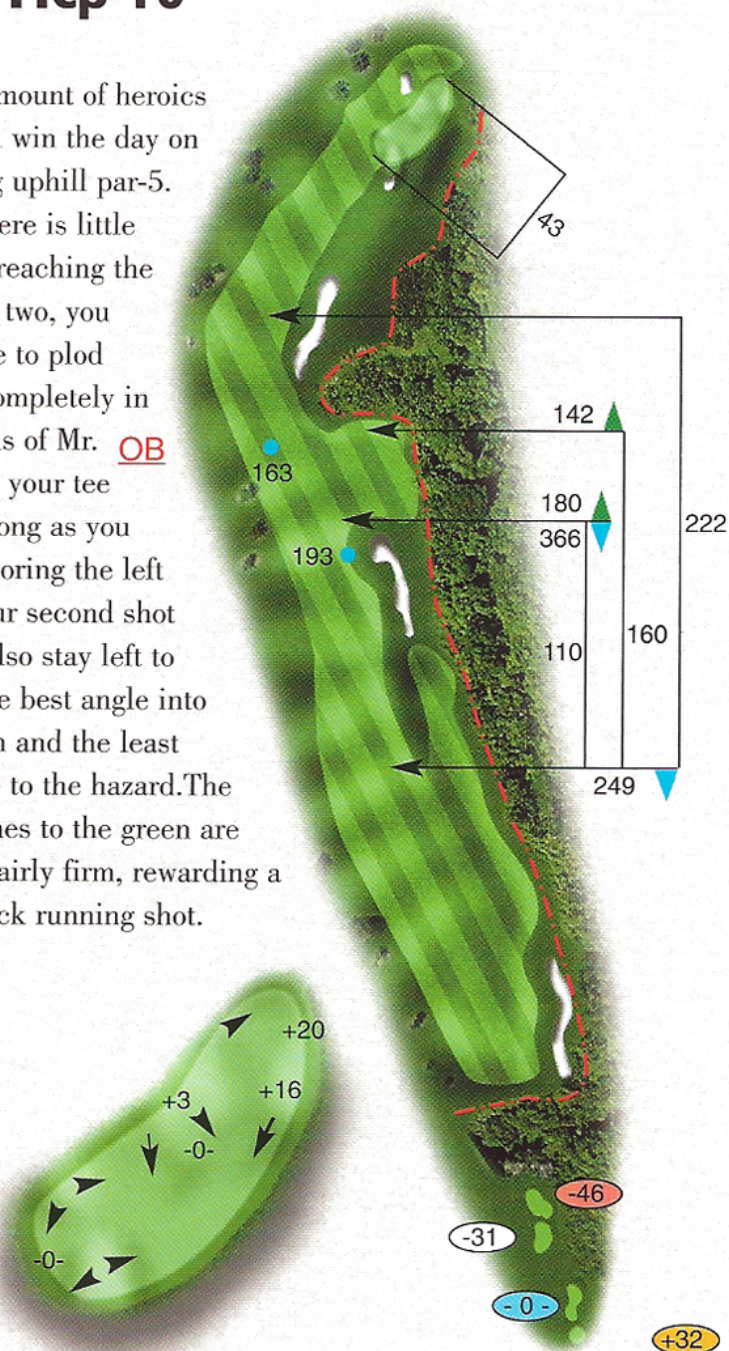 Hcp
mount of heroics
win the day on
g uphill par-5.
ere is little
reaching the
two, you
e to plod
ompletely in
s of Mr.
your tee
ong as you
oring the left
ur second shot
lso stay left to
e best angle into
n and the least
to the hazard.The
nes to the green are
airly firm, rewarding a
ck running shot.
OB
43
142
163
180
366
222
193
160
110
249
+20
+16
+3
-0-
-0-
-46
-31
- 0 -
+32